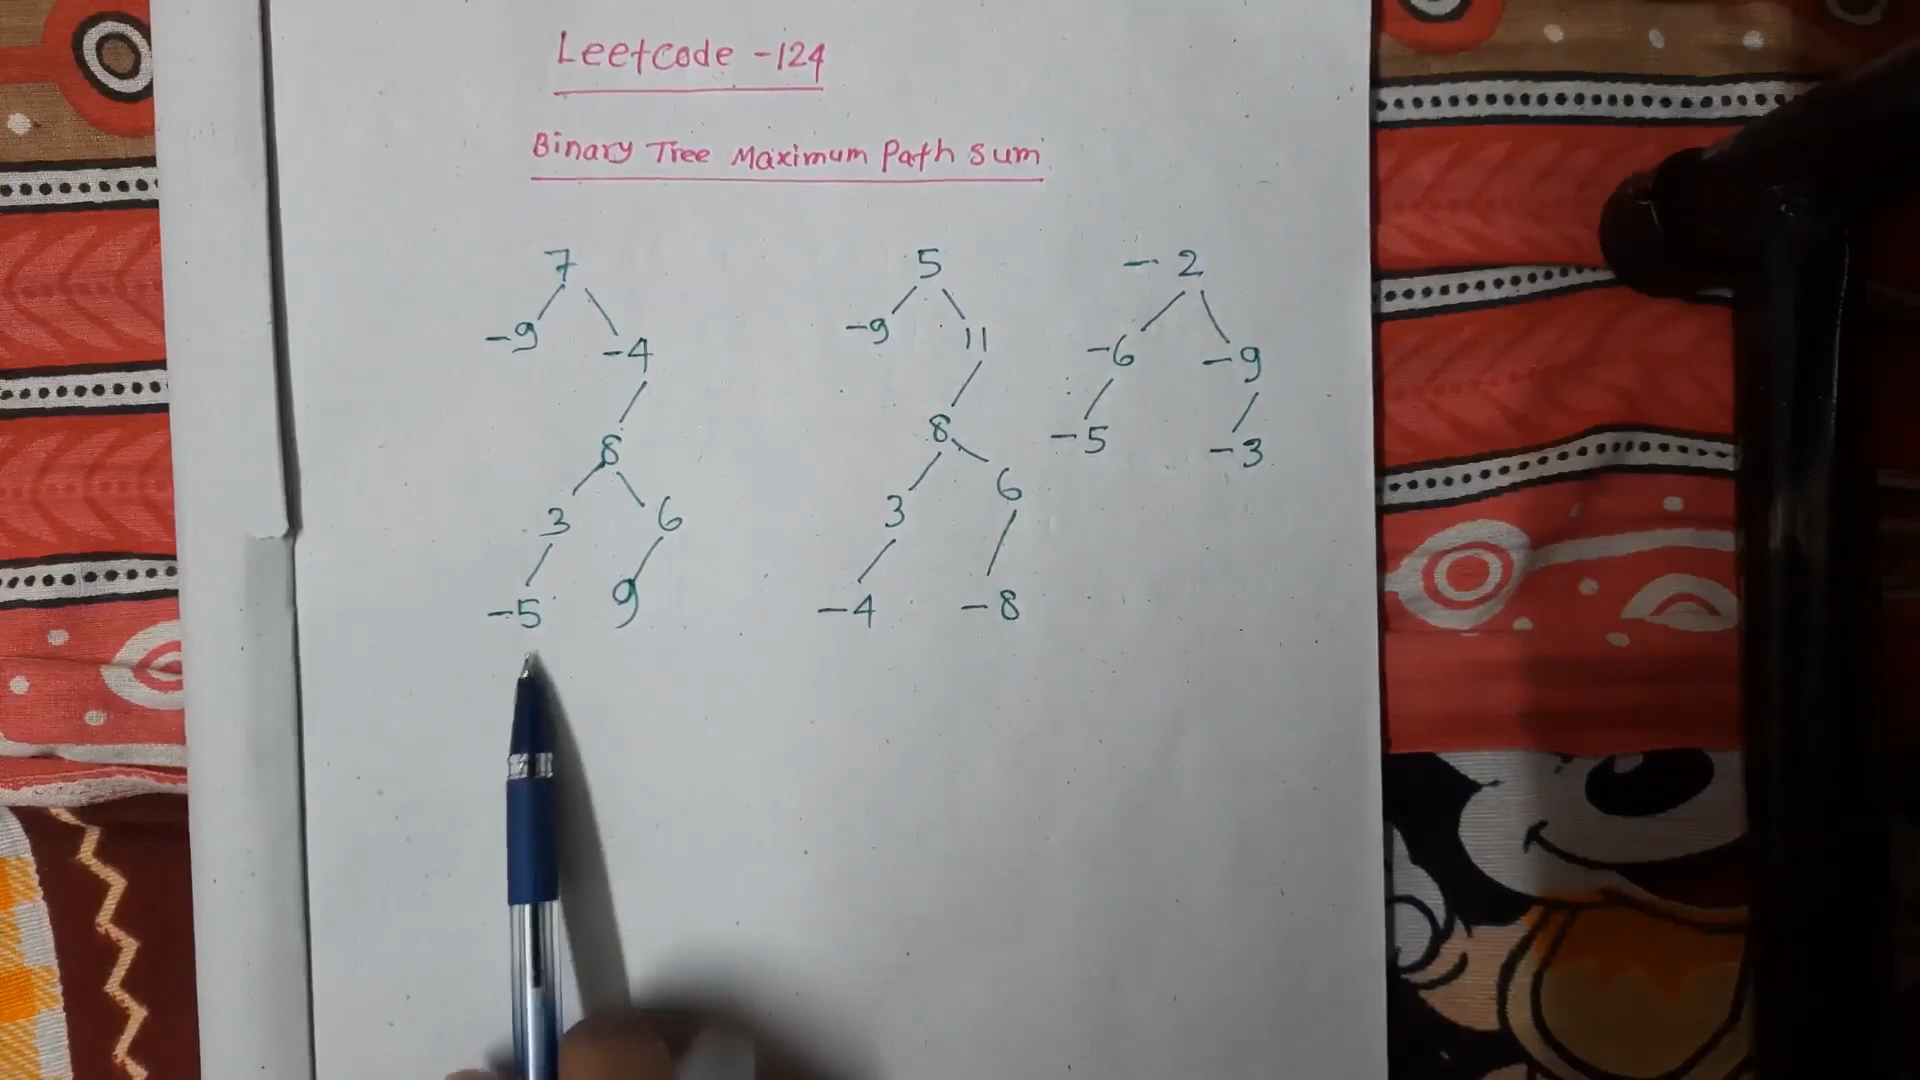 Leetcode -124
Binary Tree Maximum Path Sum
7 5 - 2
-9 -4 -9 11 -6 -9
8 8 -5 -3
3 6 3 6
-5 9 -4 -8